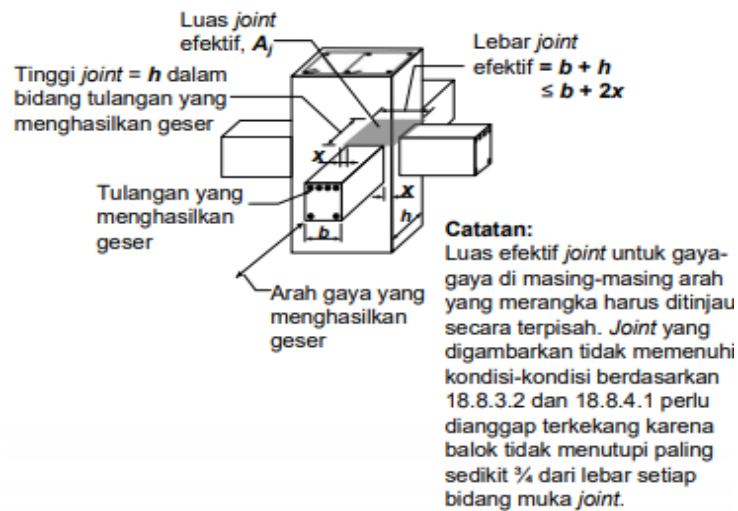 Luas joint
efektif, Aj
Lebar joint
efektif = b + h
≤ b + 2x
Tinggi joint = h dalam
bidang tulangan yang
menghasilkan geser
x
Tulangan yang
menghasilkan
geser
x
h
b
Arah gaya yang
menghasilkan
geser
Catatan:
Luas efektif joint untuk gaya-
gaya di masing-masing arah
yang merangka harus ditinjau
secara terpisah. Joint yang
digambarkan tidak memenuhi
kondisi-kondisi berdasarkan
18.8.3.2 dan 18.8.4.1 perlu
dianggap terkekang karena
balok tidak menutupi paling
sedikit ¾ dari lebar setiap
bidang muka joint.